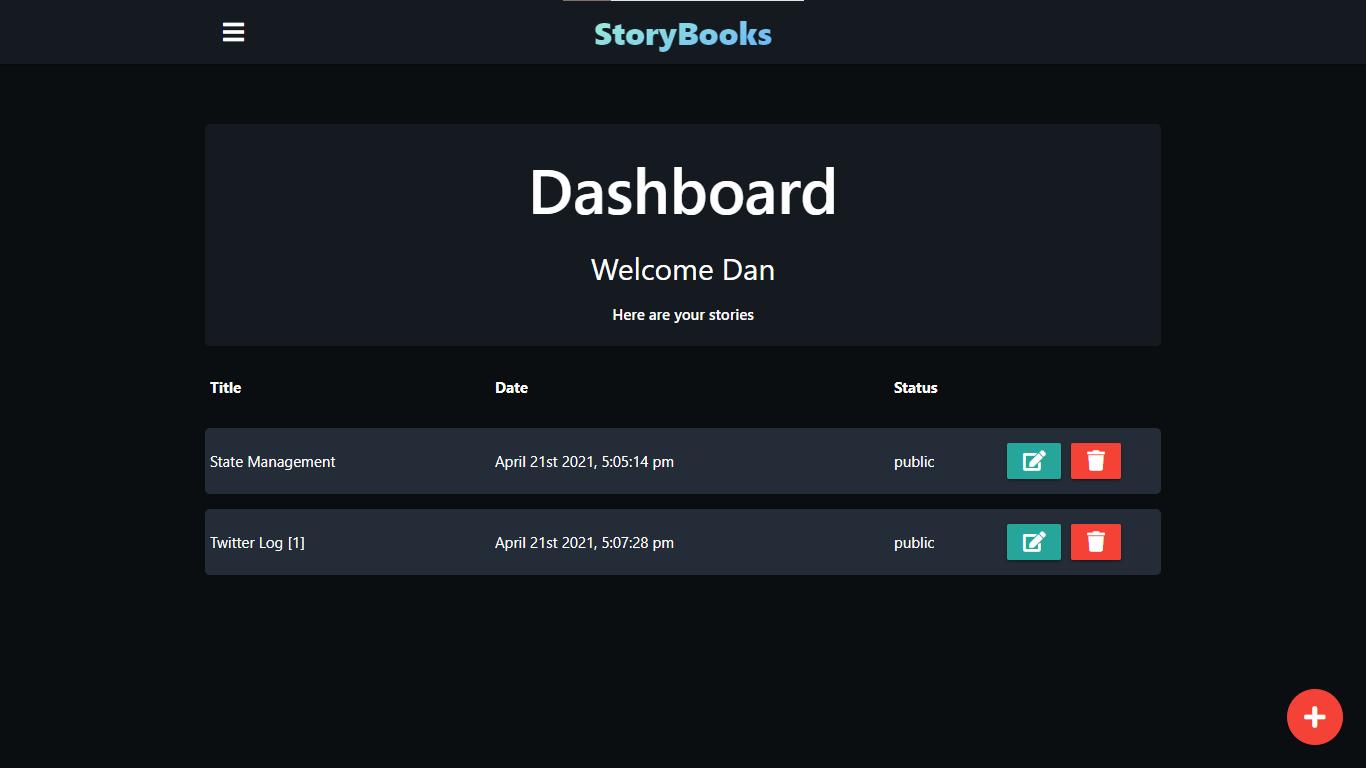 StoryBooks
Dashboard
Welcome Dan
Here are your stories
Title Date Status
State Management April 21st 2021, 5:05:14 pm public
Twitter Log [1] April 21st 2021, 5:07:28 pm public